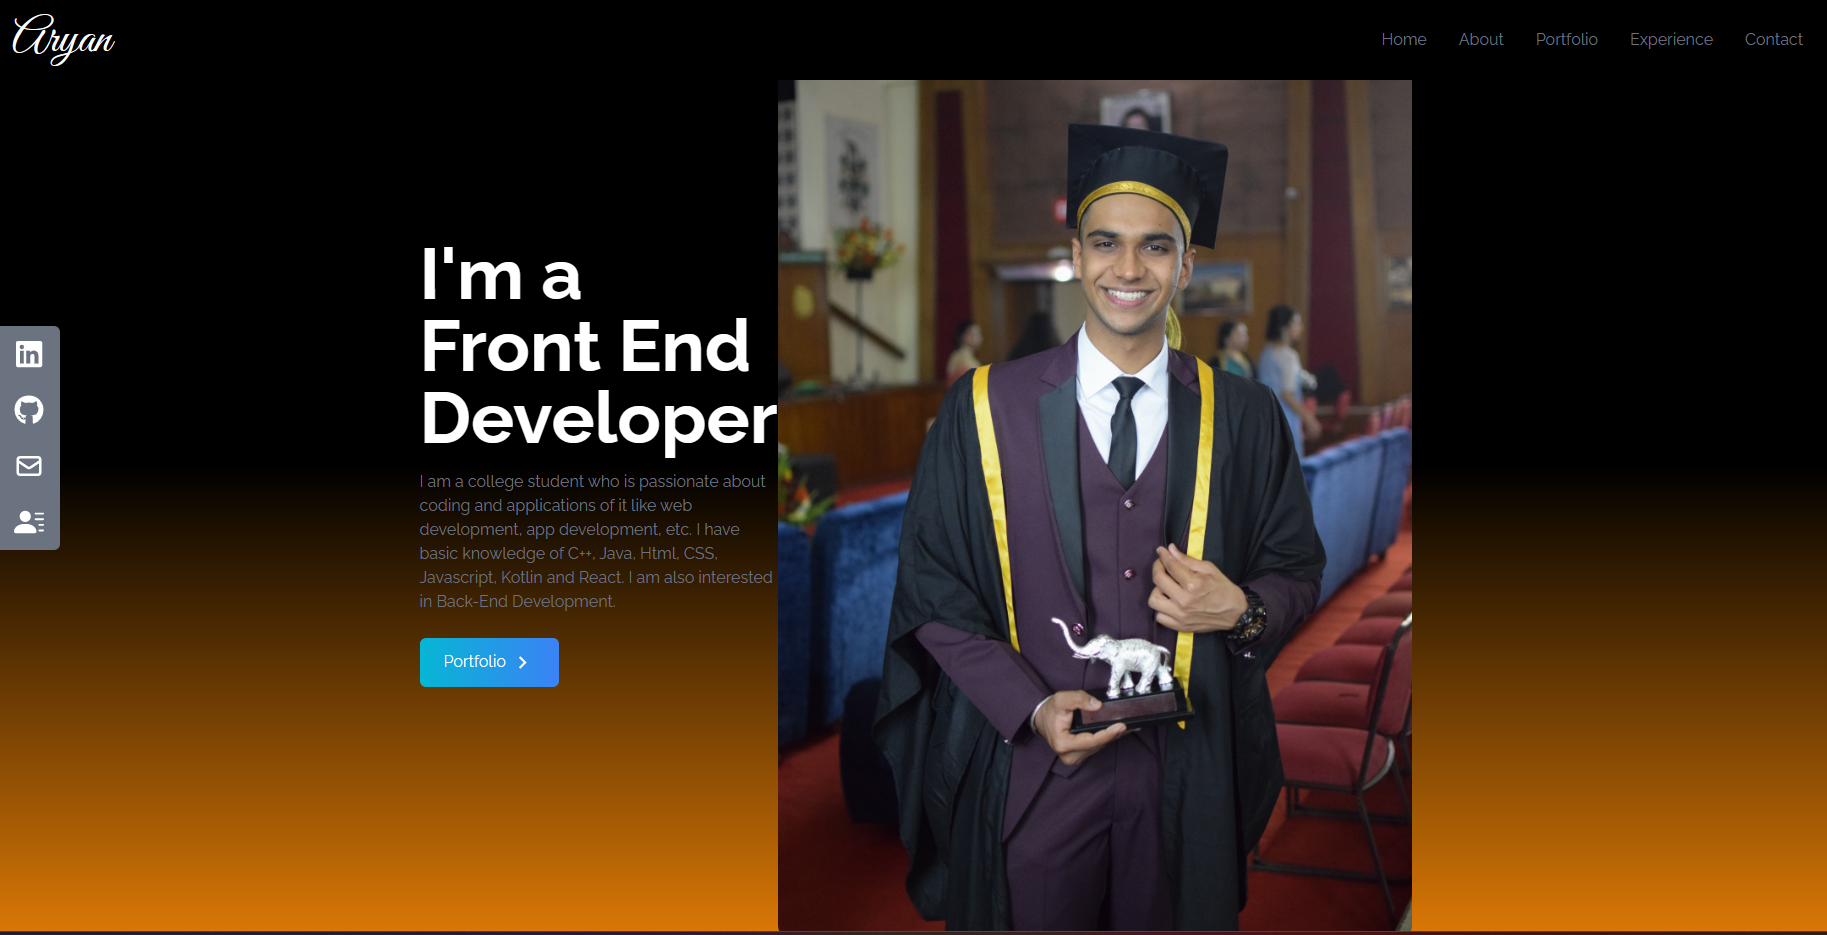 Aryan
Home
About
Portfolio
Experience
Contact
I'm a
Front End
Developer
I am a college student who is passionate about
coding and applications of it like web
development, app development, etc. I have
basic knowledge of C++, Java, Html, CSS,
Javascript, Kotlin and React. I am also interested
in Back-End Development.
Portfolio
in